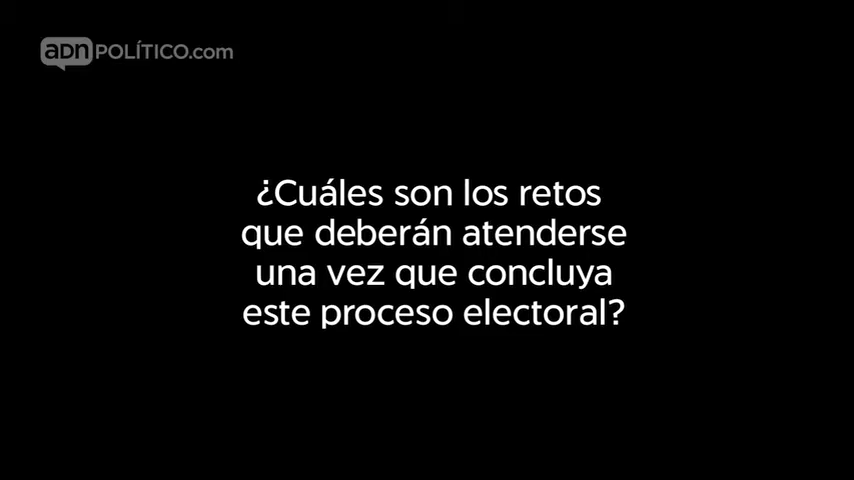 adnPOLÍTICO.com
¿Cuáles son los retos
que deberán atenderse
una vez que concluya
este proceso electoral?